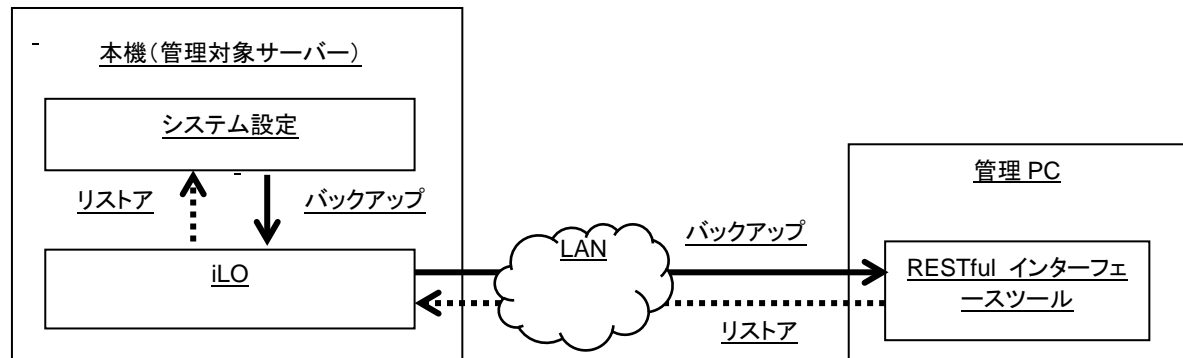 本機（管理対象サーバー）
システム設定
リストア
バックアップ
iLO
LAN
バックアップ
リストア
管理 PC
RESTful インターフェ
ースツール